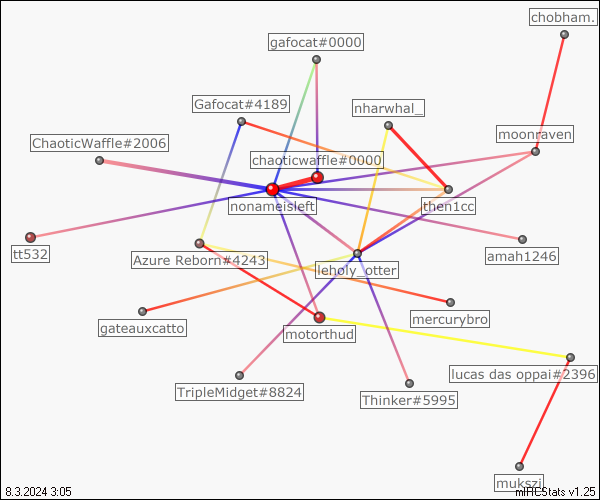 chobham.
gafocat#0000
Gafocat#4189
nharwhal_
moonraven
ChaoticWaffle#2006
chaoticwaffle#0000
nonameisleft
then1cc
tt532
Azure Reborn#4243
leholy_otter
amah1246
gateauxcatto
motorthud
mercurybro
lucas das oppai#2396
TripleMidget#8824
Thinker#5995
mukszi
8.3.2024 3:05
mIRCStats v1.25